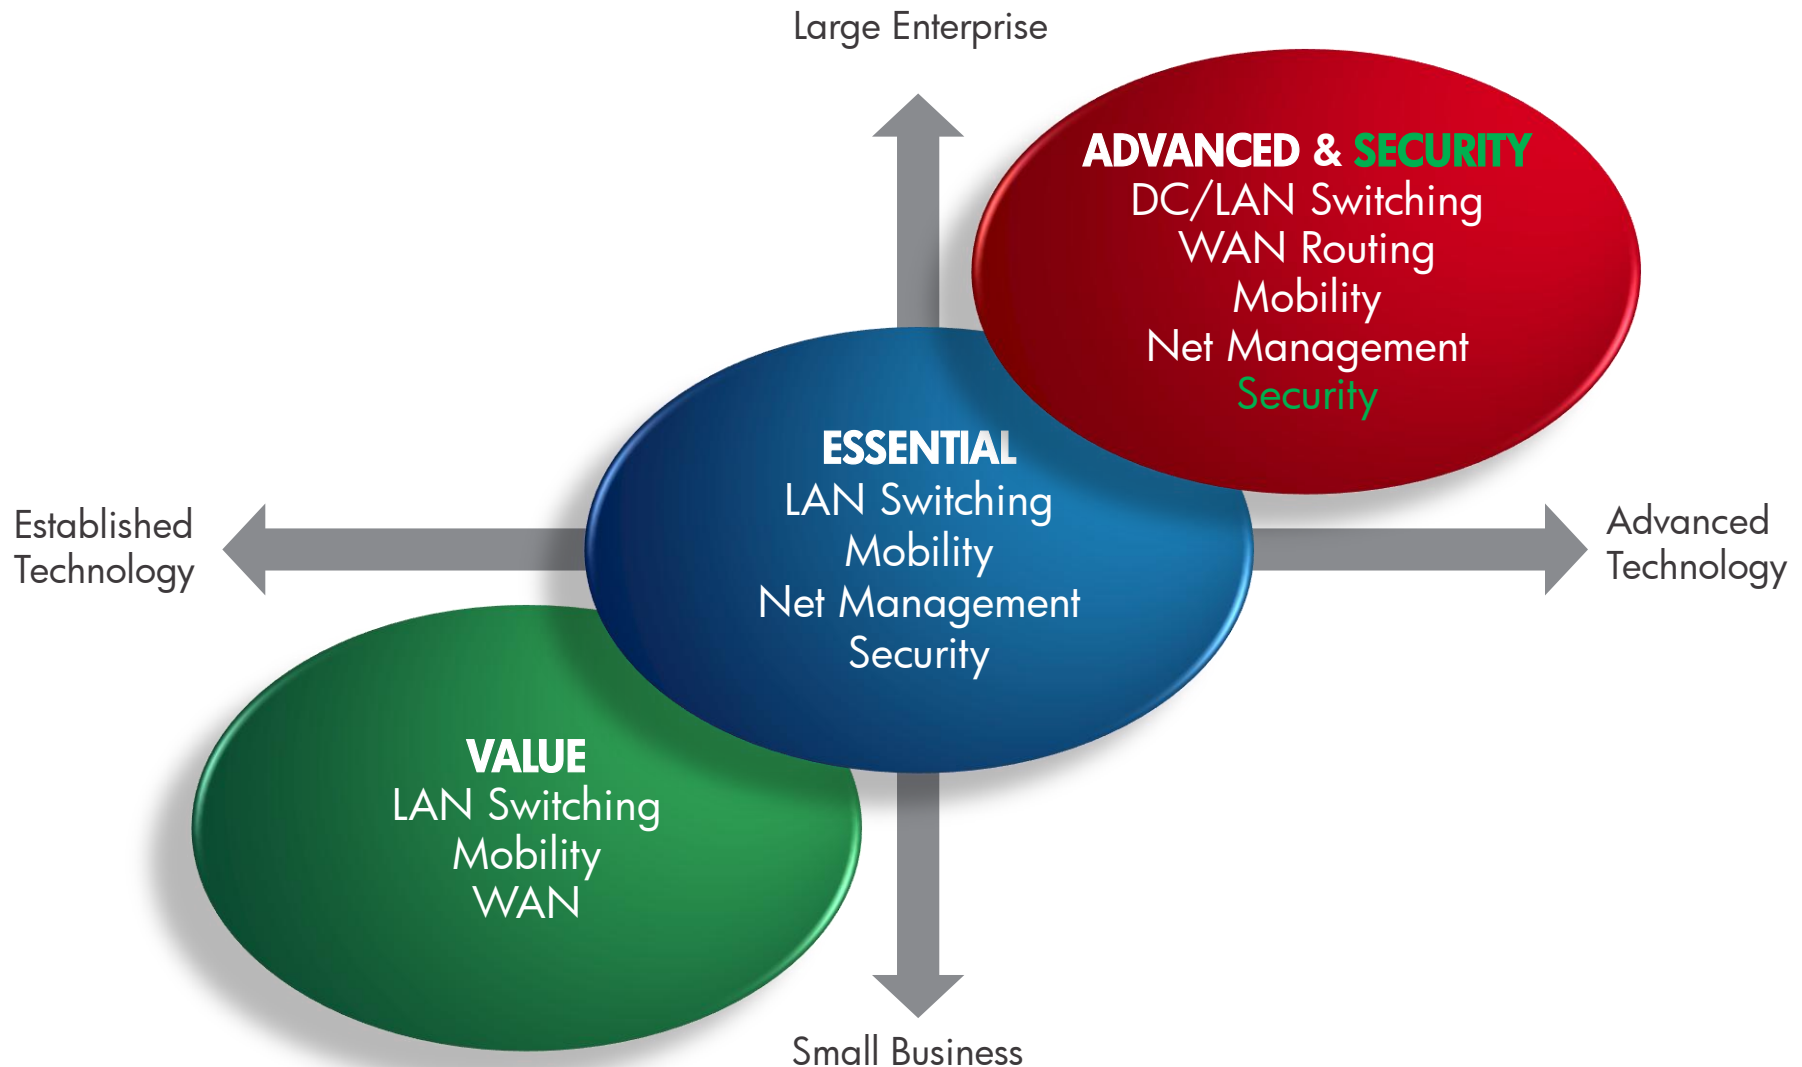 Large Enterprise
ADVANCED & SECURITY
DC/LAN Switching
WAN Routing
Mobility
Net Management
Security
ESSENTIAL
LAN Switching
Mobility
Net Management
Security
Established
Technology
Advanced
Technology
VALUE
LAN Switching
Mobility
WAN
Small Business